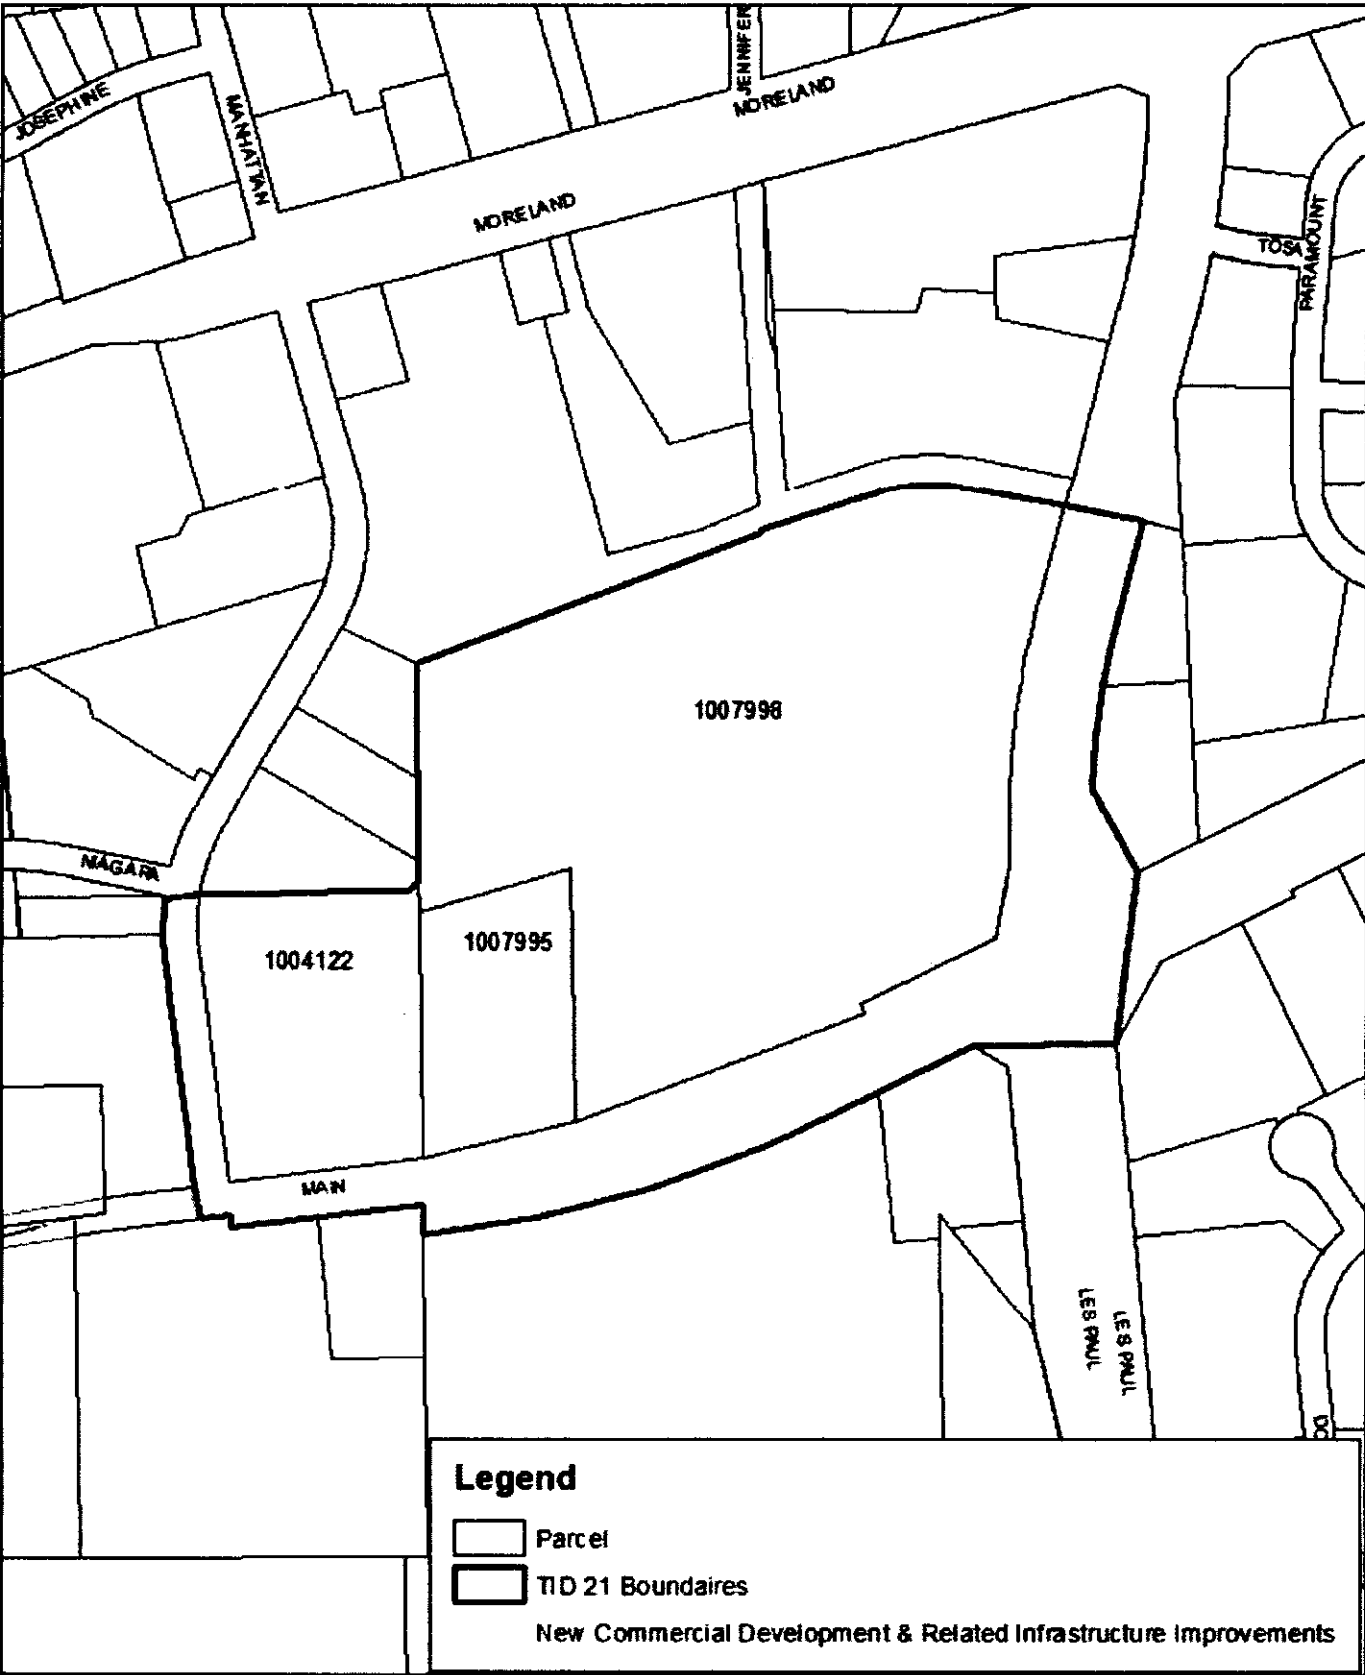 JENNIFER
MORELAND
JOSEPHINE
MANHATTAN
MORELAND
PARAMOUNT
TOSA
1007998
NIAGARA
1007995
1004122
MAIN
LES PAUL
LES PAUL
DO
Legend
Parcel
TID 21 Boundaires
New Commercial Development & Related Infrastructure Improvements